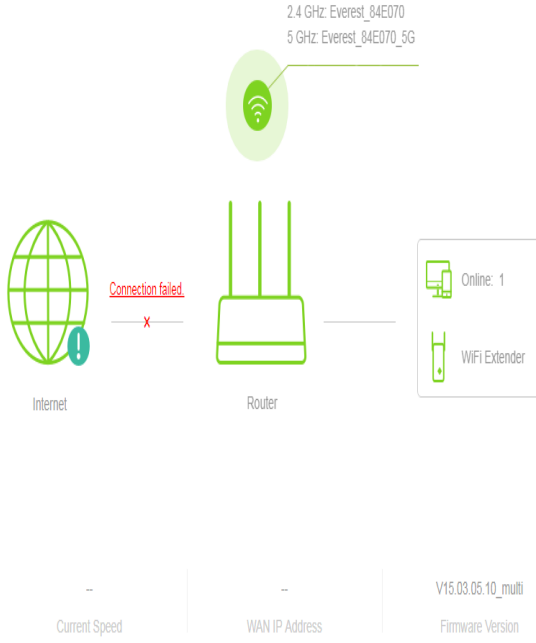 2.4 GHz: Everest_84E070
5 GHz: Everest_84E070_5G
Connection failed.
Online: 1
WiFi Extender
Internet
Router
--
--
V15.03.05.10_multi
Current Speed
WAN IP Address
Firmware Version